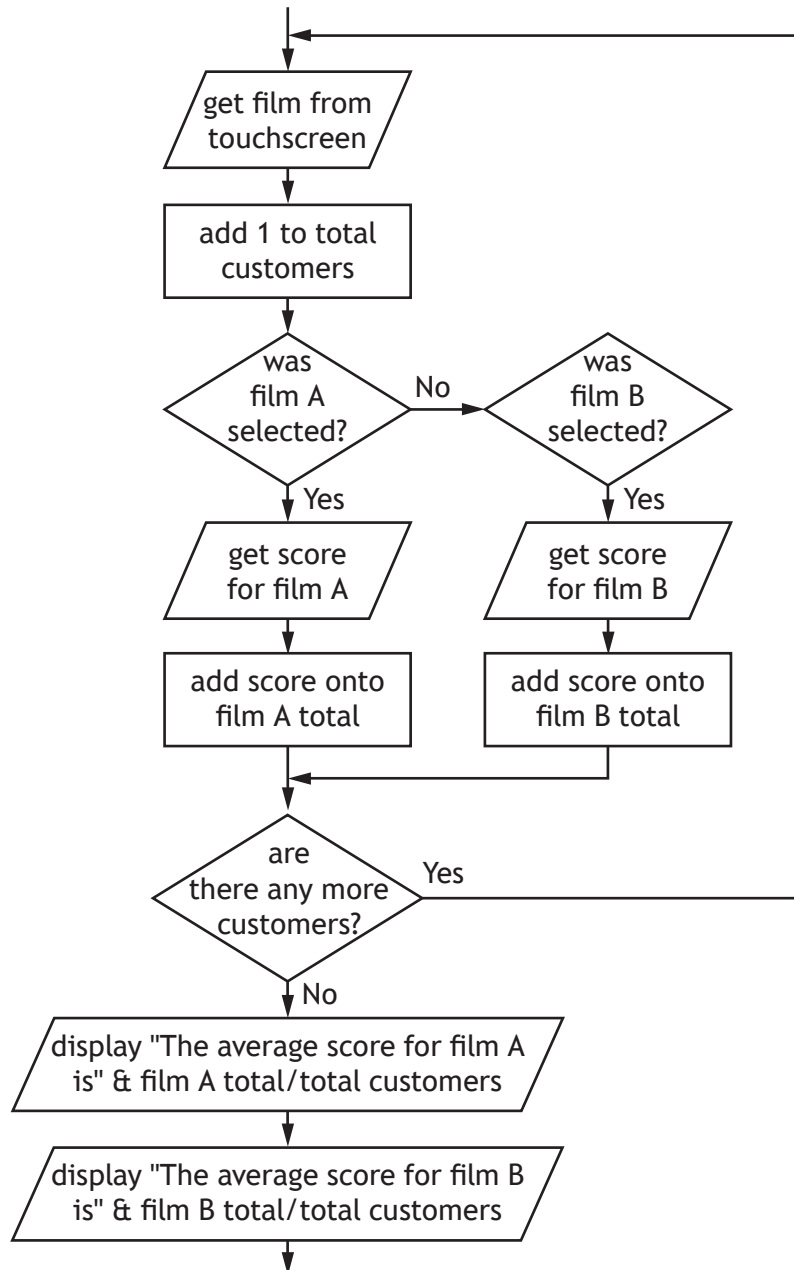 get film from
touchscreen
add 1 to total
customers
was
film A
selected?
No
was
film B
selected?
Yes
Yes
get score
for film A
get score
for film B
add score onto
film A total
add score onto
film B total
are
there any more
customers?
Yes
No
display "The average score for film A
is" & film A total/total customers
display "The average score for film B
is" & film B total/total customers